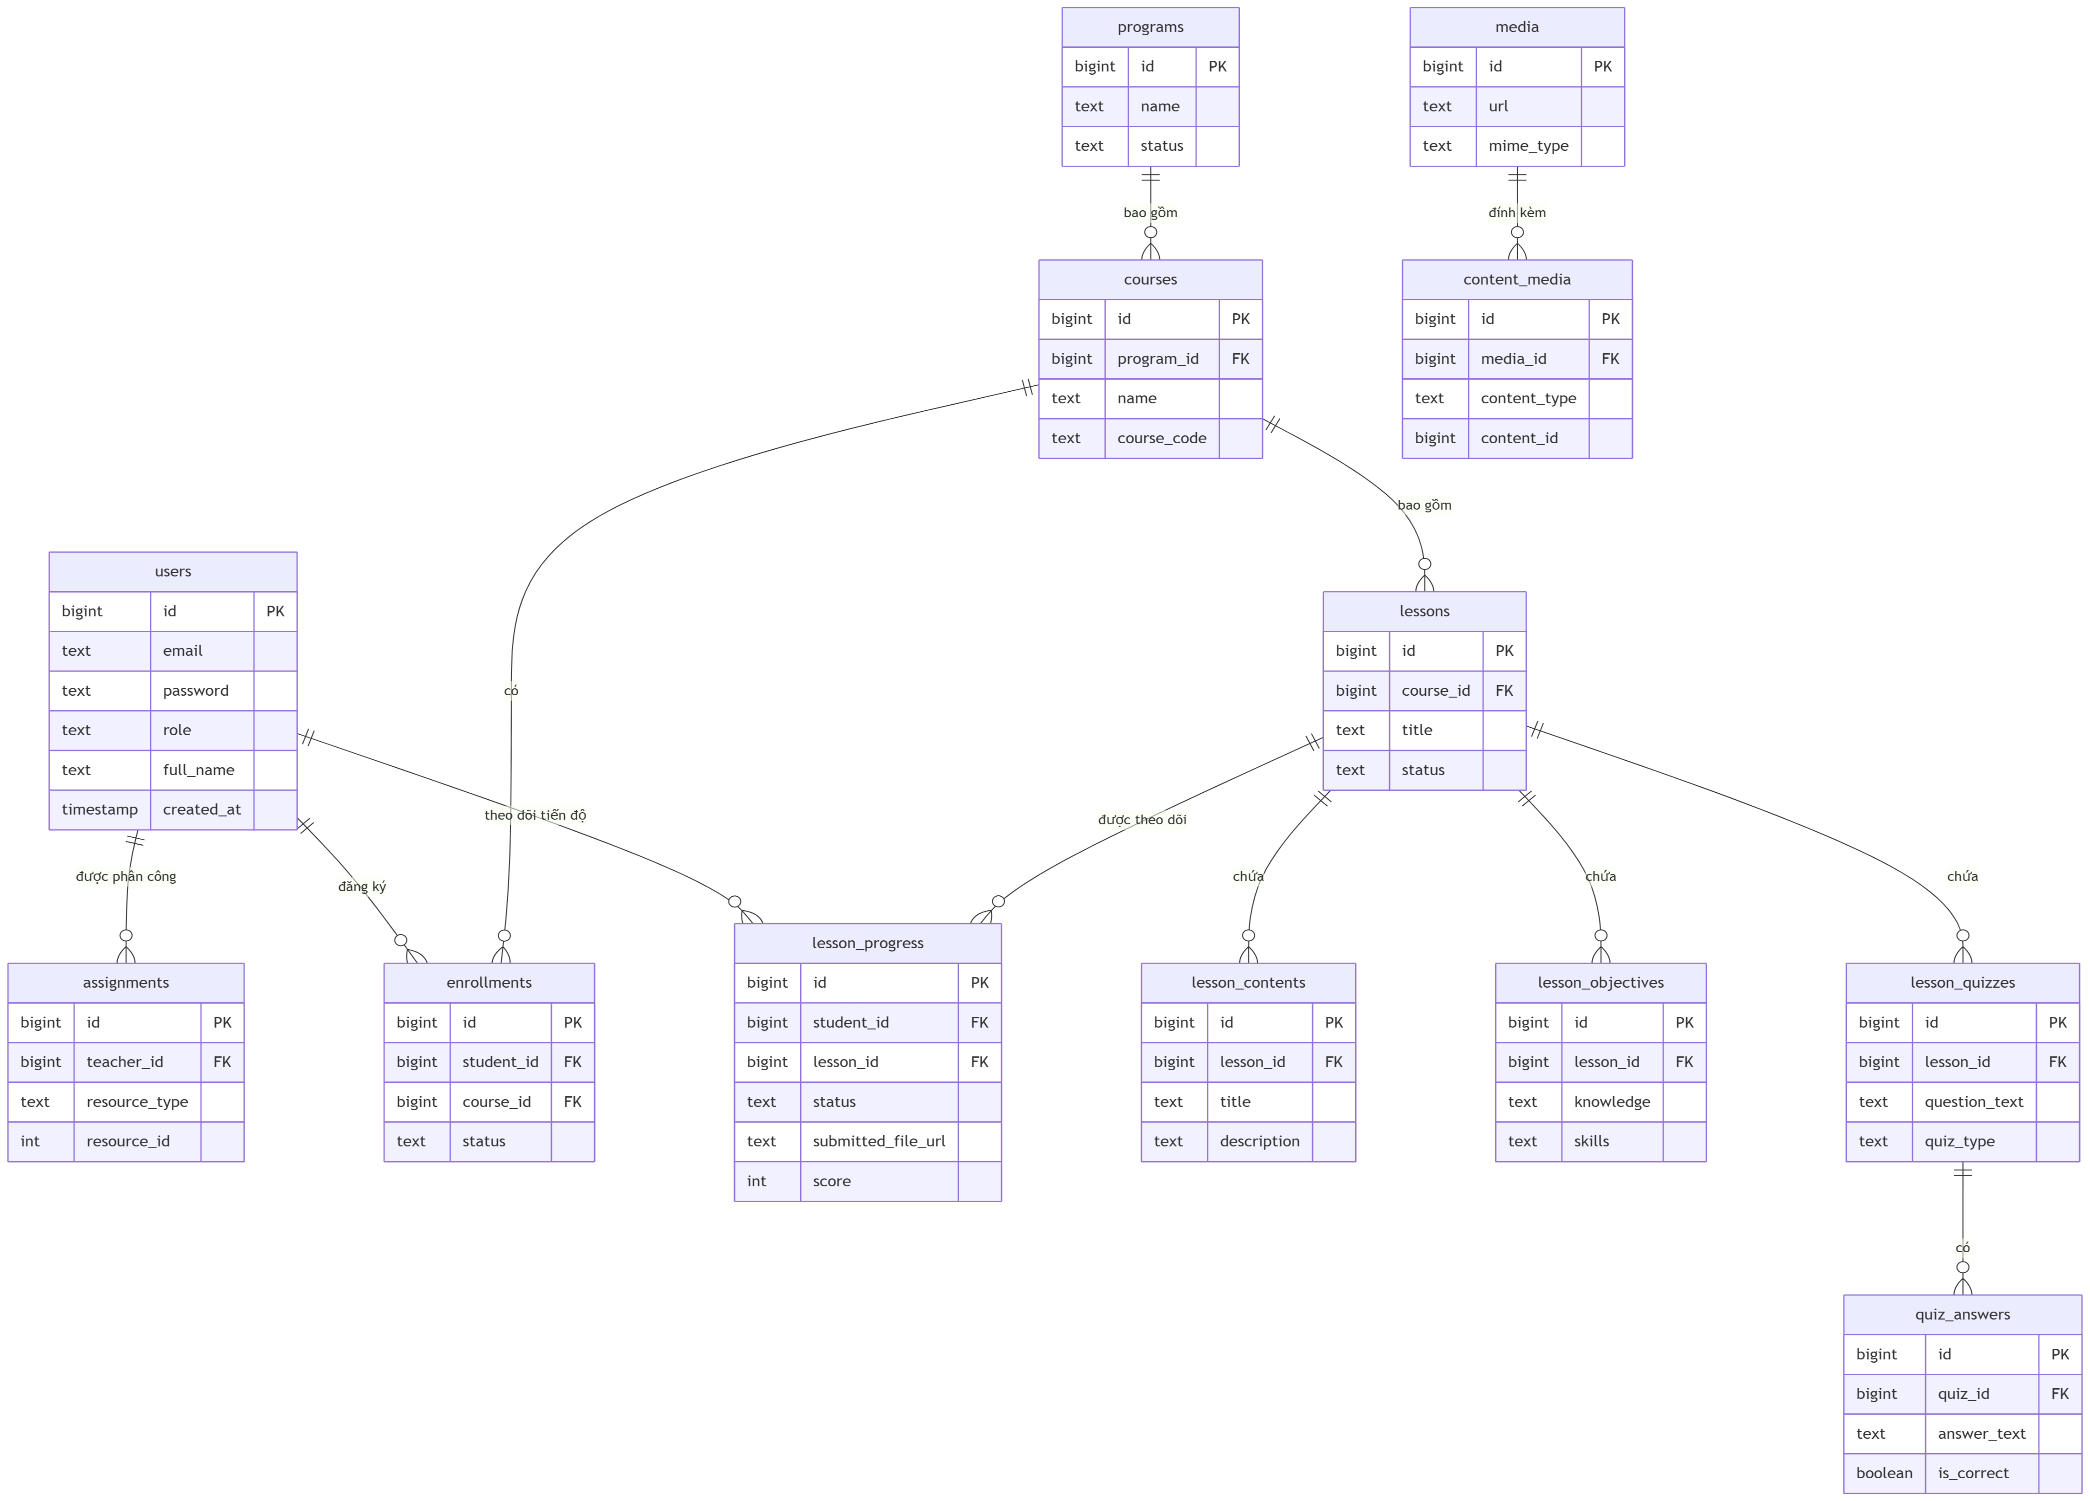 programs
bigint id PK
text name
text status
media
bigint id PK
text url
text mime_type
bao gồm
đính kèm
courses
bigint id PK
bigint program_id FK
text name
text course_code
content_media
bigint id PK
bigint media_id FK
text content_type
bigint content_id
bao gồm
users
bigint id PK
text email
text password
text role
text full_name
timestamp created_at
có
lessons
bigint id PK
bigint course_id FK
text title
text status
theo dõi tiến độ
được theo dõi
được phân công
đăng ký
chứa
chứa
chứa
assignments
bigint id PK
bigint teacher_id FK
text resource_type
int resource_id
enrollments
bigint id PK
bigint student_id FK
bigint course_id FK
text status
lesson_progress
bigint id PK
bigint student_id FK
bigint lesson_id FK
text status
text submitted_file_url
int score
lesson_contents
bigint id PK
bigint lesson_id FK
text title
text description
lesson_objectives
bigint id PK
bigint lesson_id FK
text knowledge
text skills
lesson_quizzes
bigint id PK
bigint lesson_id FK
text question_text
text quiz_type
có
quiz_answers
bigint id PK
bigint quiz_id FK
text answer_text
boolean is_correct